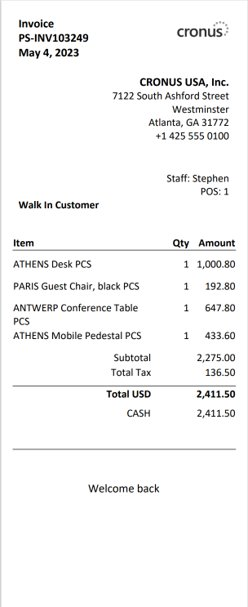 Invoice
PS-INV103249
May 4, 2023
cronus
CRONUS USA, Inc.
7122 South Ashford Street
Westminster
Atlanta, GA 31772
+1 425 555 0100
Staff: Stephen
POS: 1
Walk In Customer
Item Qty Amount
ATHENS Desk PCS 1 1,000.80
PARIS Guest Chair, black PCS 1 192.80
ANTWERP Conference Table 1 647.80
PCS
ATHENS Mobile Pedestal PCS 1 433.60
Subtotal 2,275.00
Total Tax 136.50
Total USD 2,411.50
CASH 2,411.50
Welcome back